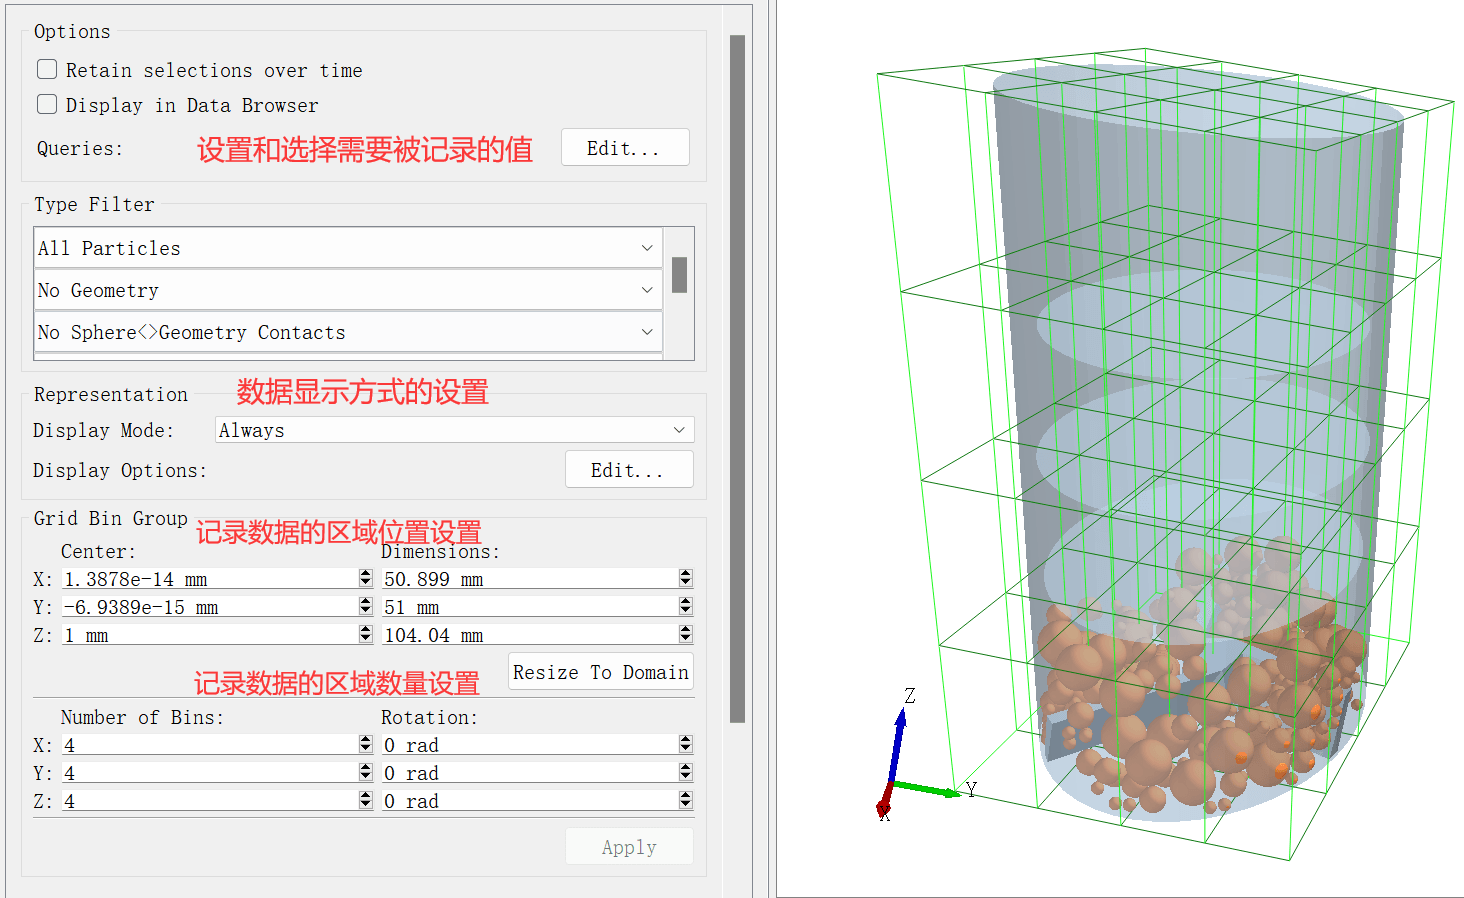 Options
Retain selections over time
Display in Data Browser
Queries: 设置和选择需要被记录的值 Edit...
Type Filter
All Particles
No Geometry
No Sphere<>Geometry Contacts
Representation 数据显示方式的设置
Display Mode: Always
Display Options: Edit...
Grid Bin Group 记录数据的区域位置设置
Center: Dimensions:
X: 1.3878e-14 mm 50.899 mm
Y: -6.9389e-15 mm 51 mm
Z: 1 mm 104.04 mm
Resize To Domain
记录数据的区域数量设置
Number of Bins: Rotation:
X: 4 0 rad
Y: 4 0 rad
Z: 4 0 rad
Apply
Z
Y
X